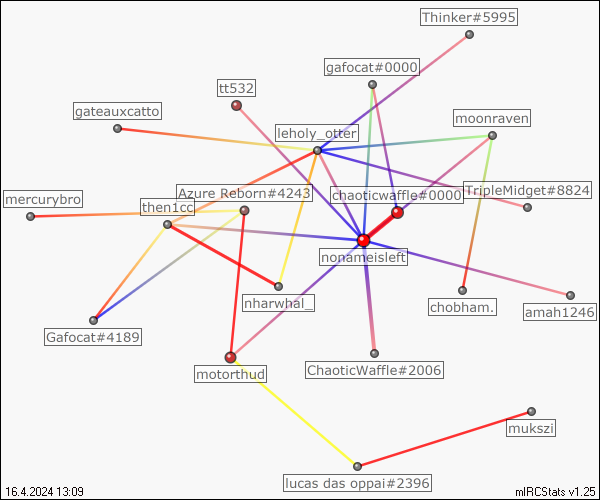 Thinker#5995
gafocat#0000
tt532
gateauxcatto
moonraven
leholy_otter
mercurybro
Azure Reborn#4243
chaoticwaffle#0000
TripleMidget#8824
then1cc
nonameisleft
nharwhal_
chobham.
amah1246
Gafocat#4189
motorthud
ChaoticWaffle#2006
mukszi
lucas das oppai#2396
16.4.2024 13:09
mIRCStats v1.25